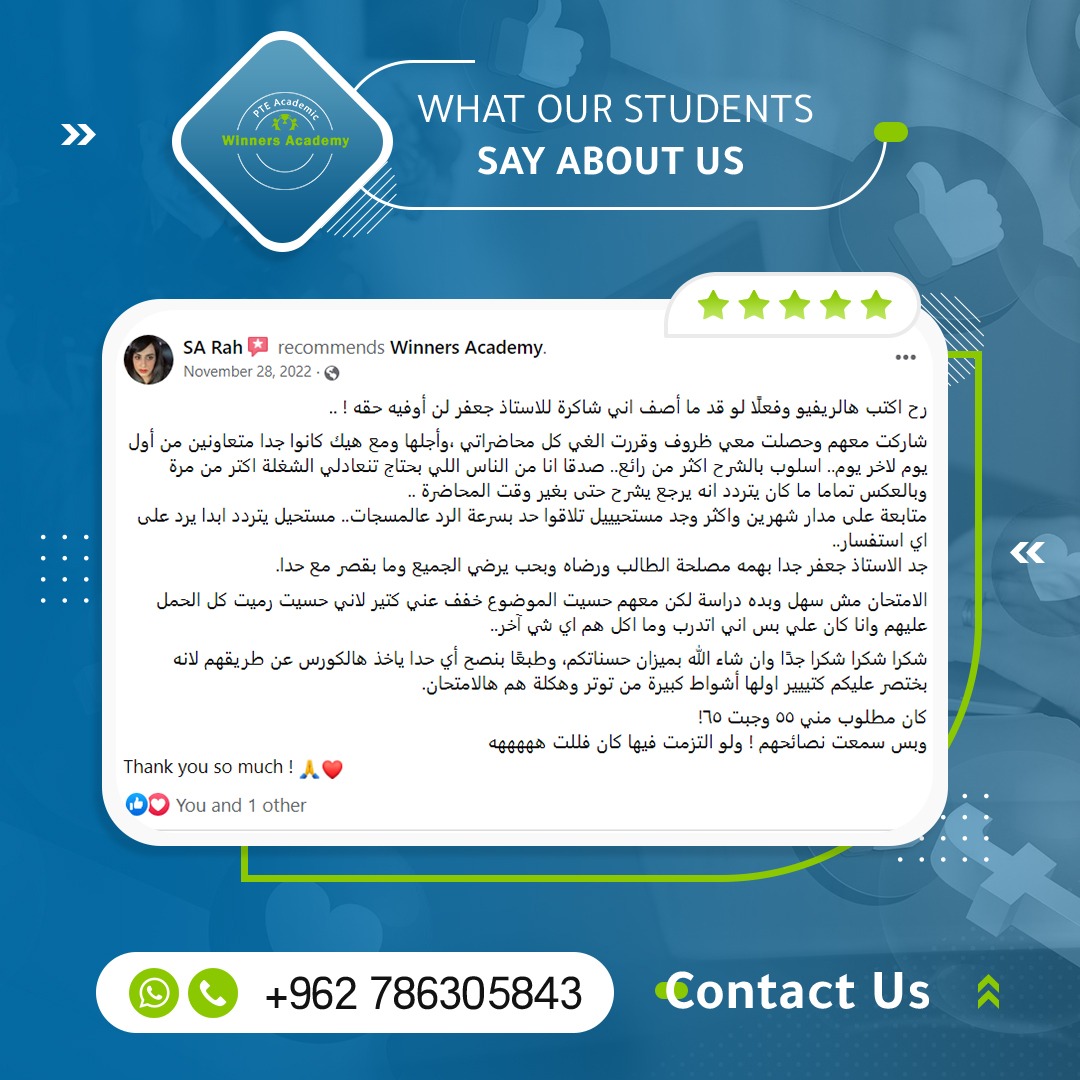 PTE Academic
Winners Academy
WHAT OUR STUDENTS
SAY ABOUT US
SA Rah recommends Winners Academy.
November 28, 2022 ·
رح اكتب هالريفيو وفعلًا لو قد ما أصف اني شاكرة للاستاذ جعفر لن أوفيه حقه ! ..
شاركت معهم وحصلت معي ظروف وقررت الغي كل محاضراتي ،وأجلها ومع هيك كانوا جدا متعاونين من أول
يوم لاخر يوم.. اسلوب بالشرح اكثر من رائع.. صدقا انا من الناس اللي بحتاج تنعادلي الشغلة اكتر من مرة
وبالعكس تماما ما كان يتردد انه يرجع يشرح حتى بغير وقت المحاضرة ..
متابعة على مدار شهرين واكثر وجد مستحيييل تلاقوا حد بسرعة الرد عالمسجات.. مستحيل يتردد ابدا يرد على
اي استفسار..
جد الاستاذ جعفر جدا بهمه مصلحة الطالب ورضاه وبحب يرضي الجميع وما بقصر مع حدا.
الامتحان مش سهل وبده دراسة لكن معهم حسيت الموضوع خفف عني كتير لاني حسيت رميت كل الحمل
عليهم وانا كان علي بس اني اتدرب وما اكل هم اي شي آخر..
شكرا شكرا شكرا جدًا وان شاء الله بميزان حسناتكم، وطبعًا بنصح أي حدا ياخذ هالكورس عن طريقهم لانه
بختصر عليكم كتيييير اولها أشواط كبيرة من توتر وهكلة هم هالامتحان.
كان مطلوب مني ٥٥ وجبت ٦٥!
وبس سمعت نصائحهم ! ولو التزمت فيها كان فللت هههههه
Thank you so much ! 🙏❤️
You and 1 other
+962 786305843
Contact Us